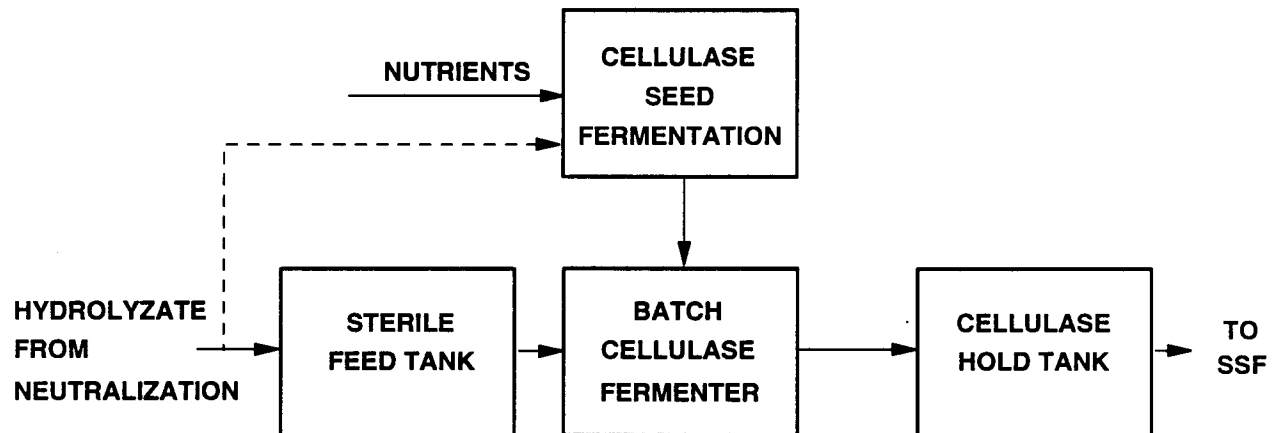 NUTRIENTS
CELLULASE
SEED
FERMENTATION
HYDROLYZATE
FROM
NEUTRALIZATION
STERILE
FEED TANK
BATCH
CELLULASE
FERMENTER
CELLULASE
HOLD TANK
TO
SSF